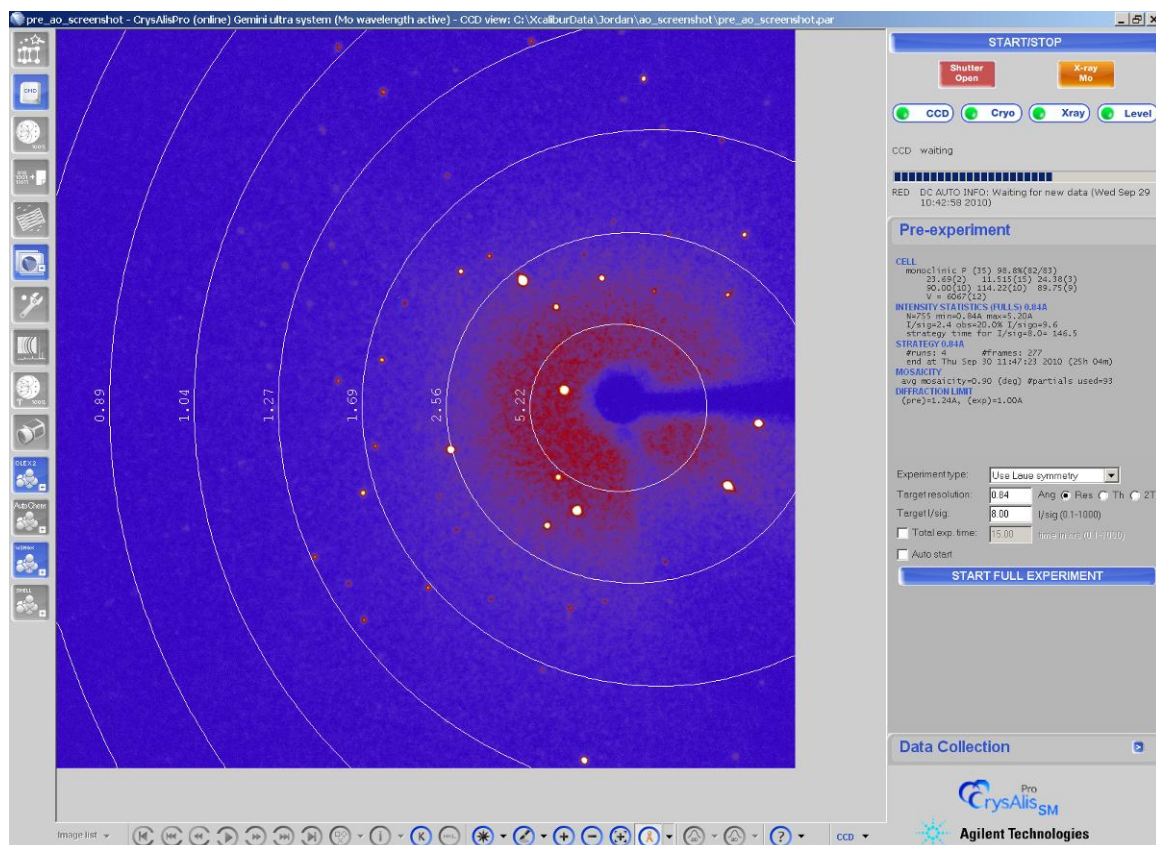 pre_ao_screenshot - CrysAlisPro (online) Gemini ultra system (Mo wavelength active) - CCD view: C:\XcaliburData\Jordan\ao_screenshot\pre_ao_screenshot.par
START/STOP
Shutter
Open
X-ray
Mo
CCD Cryo Xray Level
CCD waiting
RED DC AUTO INFO: Waiting for new data (Wed Sep 29
10:42:58 2010)
Pre-experiment
CELL
monoclinic P (35) 98.8%(82/83)
23.69(2) 11.515(15) 24.38(3)
90.00(10) 114.22(10) 89.75(9)
V = 6067(12)
INTENSITY STATISTICS (FULLS) 0.84A
N=755 min=0.84A max=5.20A
I/sig=2.4 obs=20.0% I/sigo=9.6
strategy time for I/sig=8.0= 146.5
STRATEGY 0.84A
#runs: 4 #frames: 277
end at Thu Sep 30 11:47:23 2010 (25h 04m)
MOSAICITY
avg mosaicity=0.90 (deg) #partials used=93
DIFFRACTION LIMIT
(pre)=1.24A, (exp)=1.00A
0.89
1.04
1.27
1.69
2.56
5.22
Experiment type: Use Laue symmetry
Target resolution: 0.84 Ang Res Th 2T
Target I/sig: 8.00 I/sig (0.1-1000)
Total exp. time: 15.00 time in hrs (0.1-1000)
Auto start
START FULL EXPERIMENT
Data Collection
CMD
OLEX2
AutoChem
CrysAlis Pro SM
Agilent Technologies
Image list
K
CCD